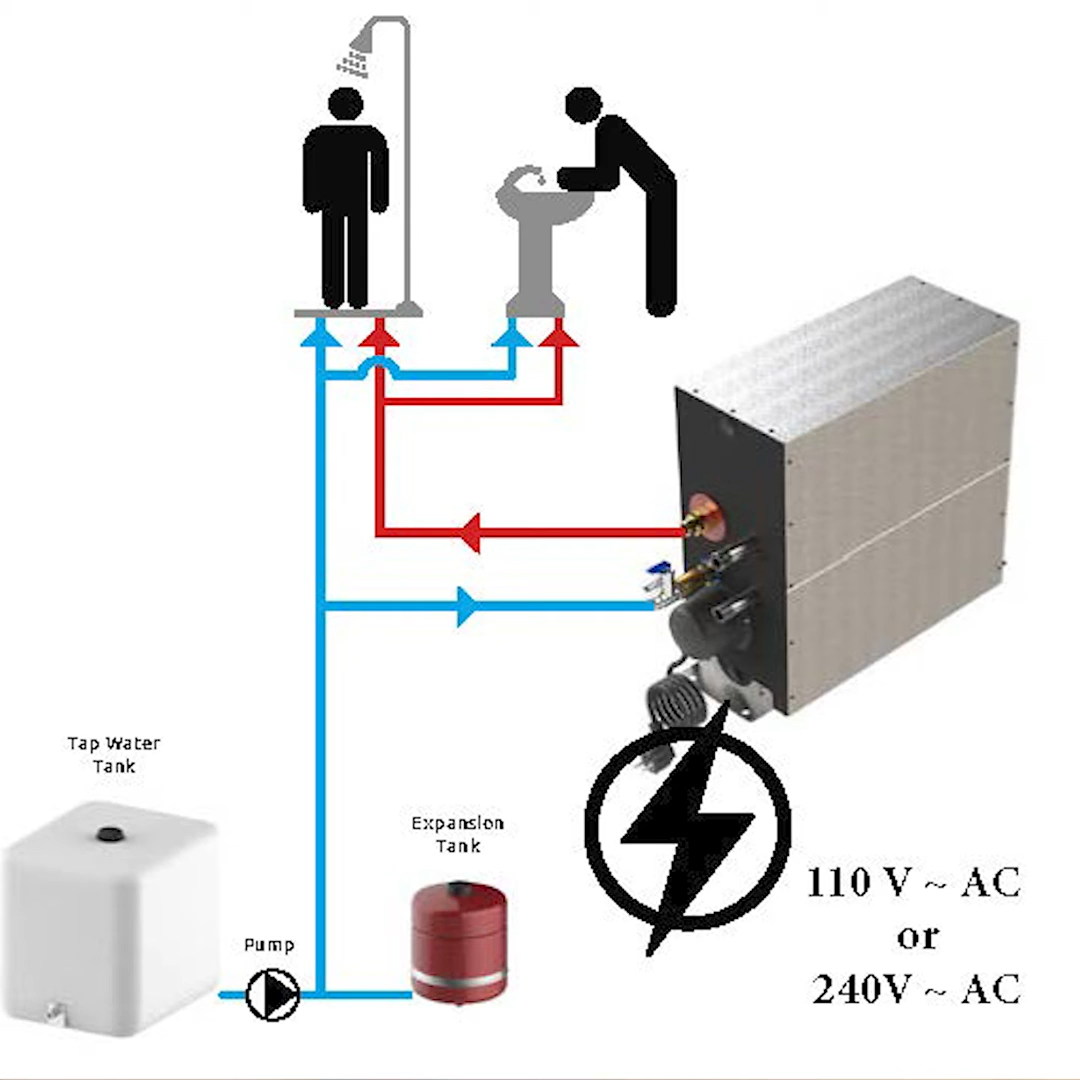 Tap Water
Tank
Expansion
Tank
Pump
110 V ~ AC
or
240V ~ AC